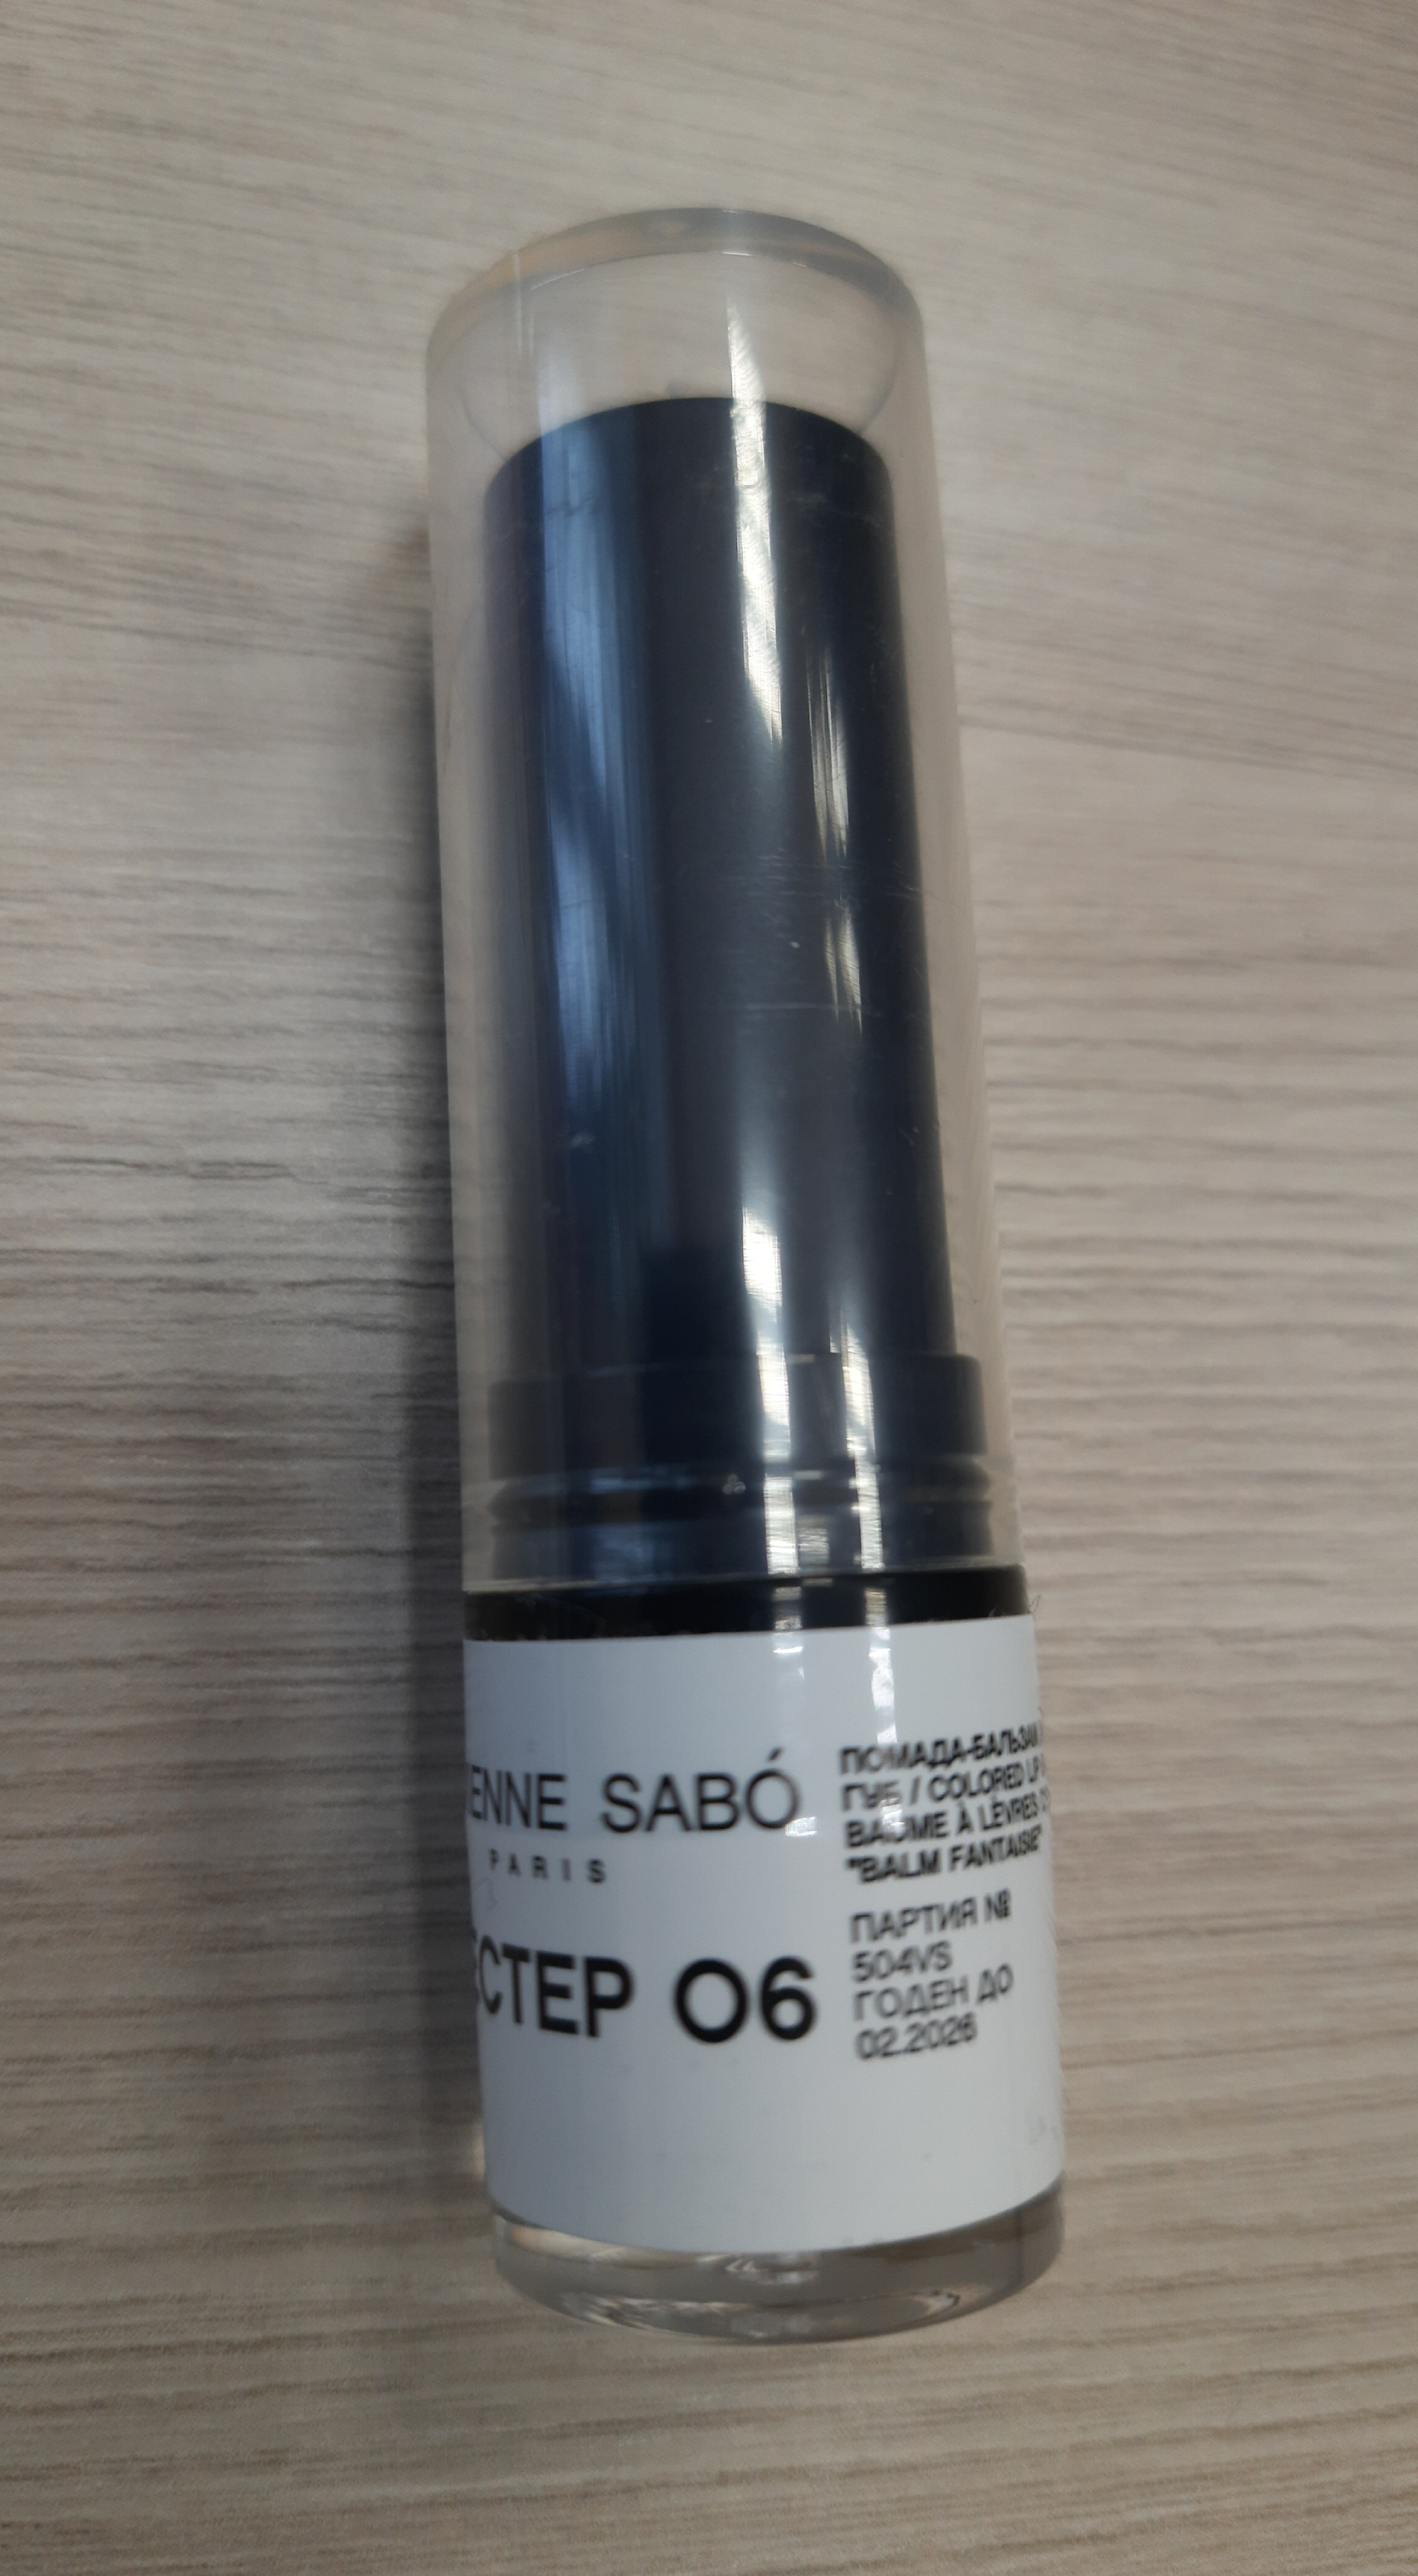 ENNE SABÓ
PARIS
ЕСТЕР 06
ПОМАДА-БАЛЬЗАМ
ГУБ / COLORED LIP
BAUME À LÈVRES
"BALM FANTAISIE"
ПАРТИЯ №
504VS
ГОДЕН ДО
02.2026